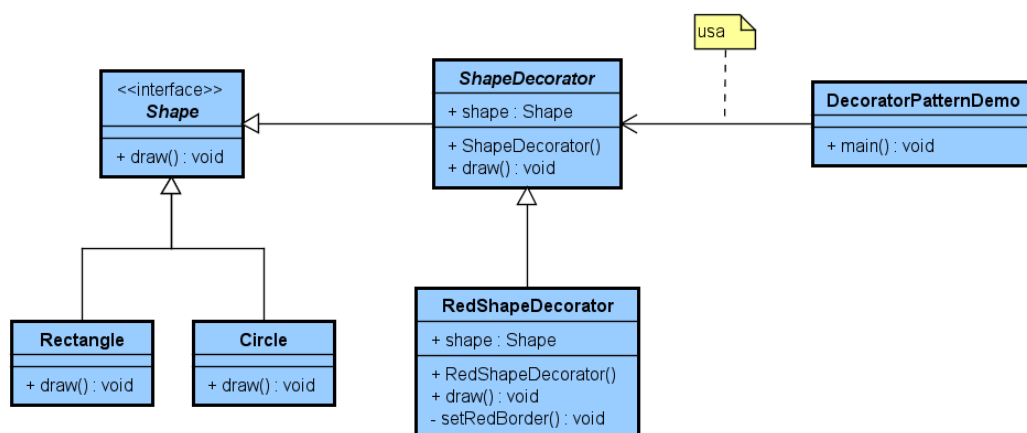 usa
<<interface>>
Shape
+ draw() : void
ShapeDecorator
+ shape : Shape
+ ShapeDecorator()
+ draw() : void
DecoratorPatternDemo
+ main() : void
Rectangle
+ draw() : void
Circle
+ draw() : void
RedShapeDecorator
+ shape : Shape
+ RedShapeDecorator()
+ draw() : void
- setRedBorder() : void